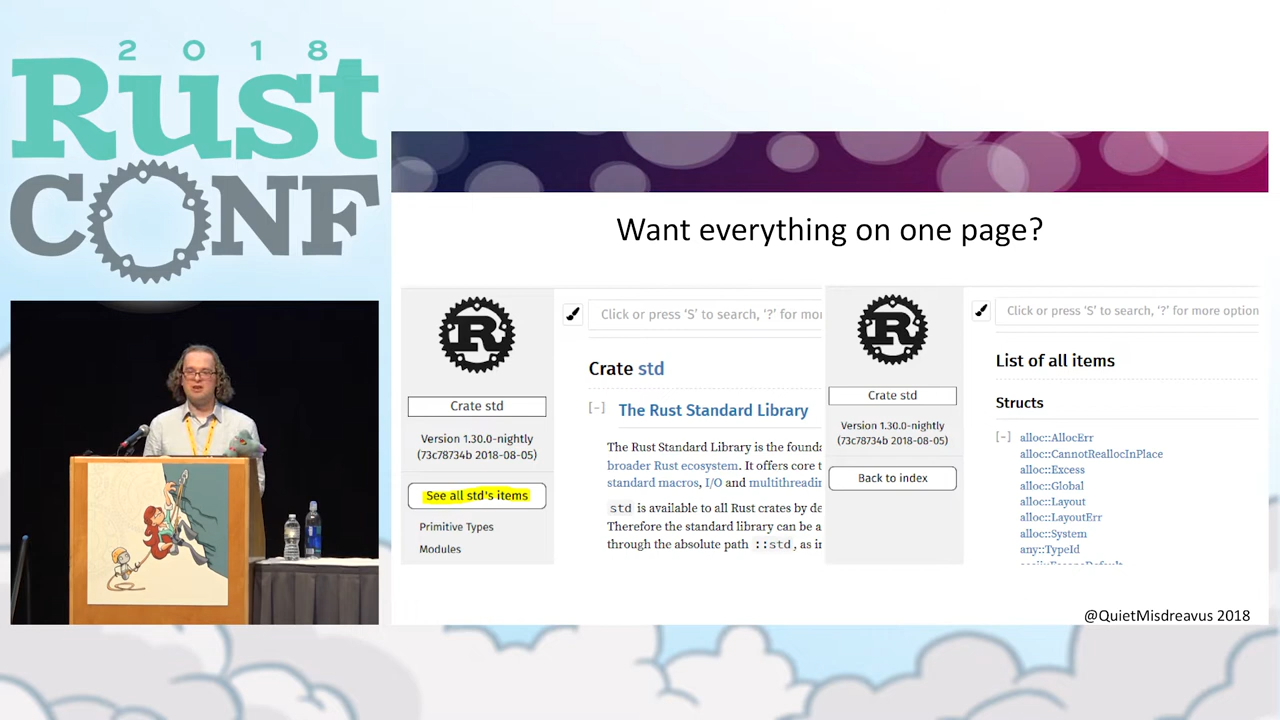 2018
Rust
CONF
Want everything on one page?
Click or press ‘S’ to search, ‘?’ for mor
Crate std
Crate std
[-] The Rust Standard Library
Version 1.30.0-nightly
(73c78734b 2018-08-05)
The Rust Standard Library is the founda
broader Rust ecosystem. It offers core t
standard macros, I/O and multithreadin
See all std's items
std is available to all Rust crates by de
Primitive Types
Therefore the standard library can be a
Modules
through the absolute path ::std, as in
Click or press ‘S’ to search, ‘?’ for more option
List of all items
Crate std
Structs
Version 1.30.0-nightly
(73c78734b 2018-08-05)
[-] alloc::AllocErr
alloc::CannotReallocInPlace
alloc::Excess
Back to index
alloc::Global
alloc::Layout
alloc::LayoutErr
alloc::System
any::TypeId
@QuietMisdreavus 2018